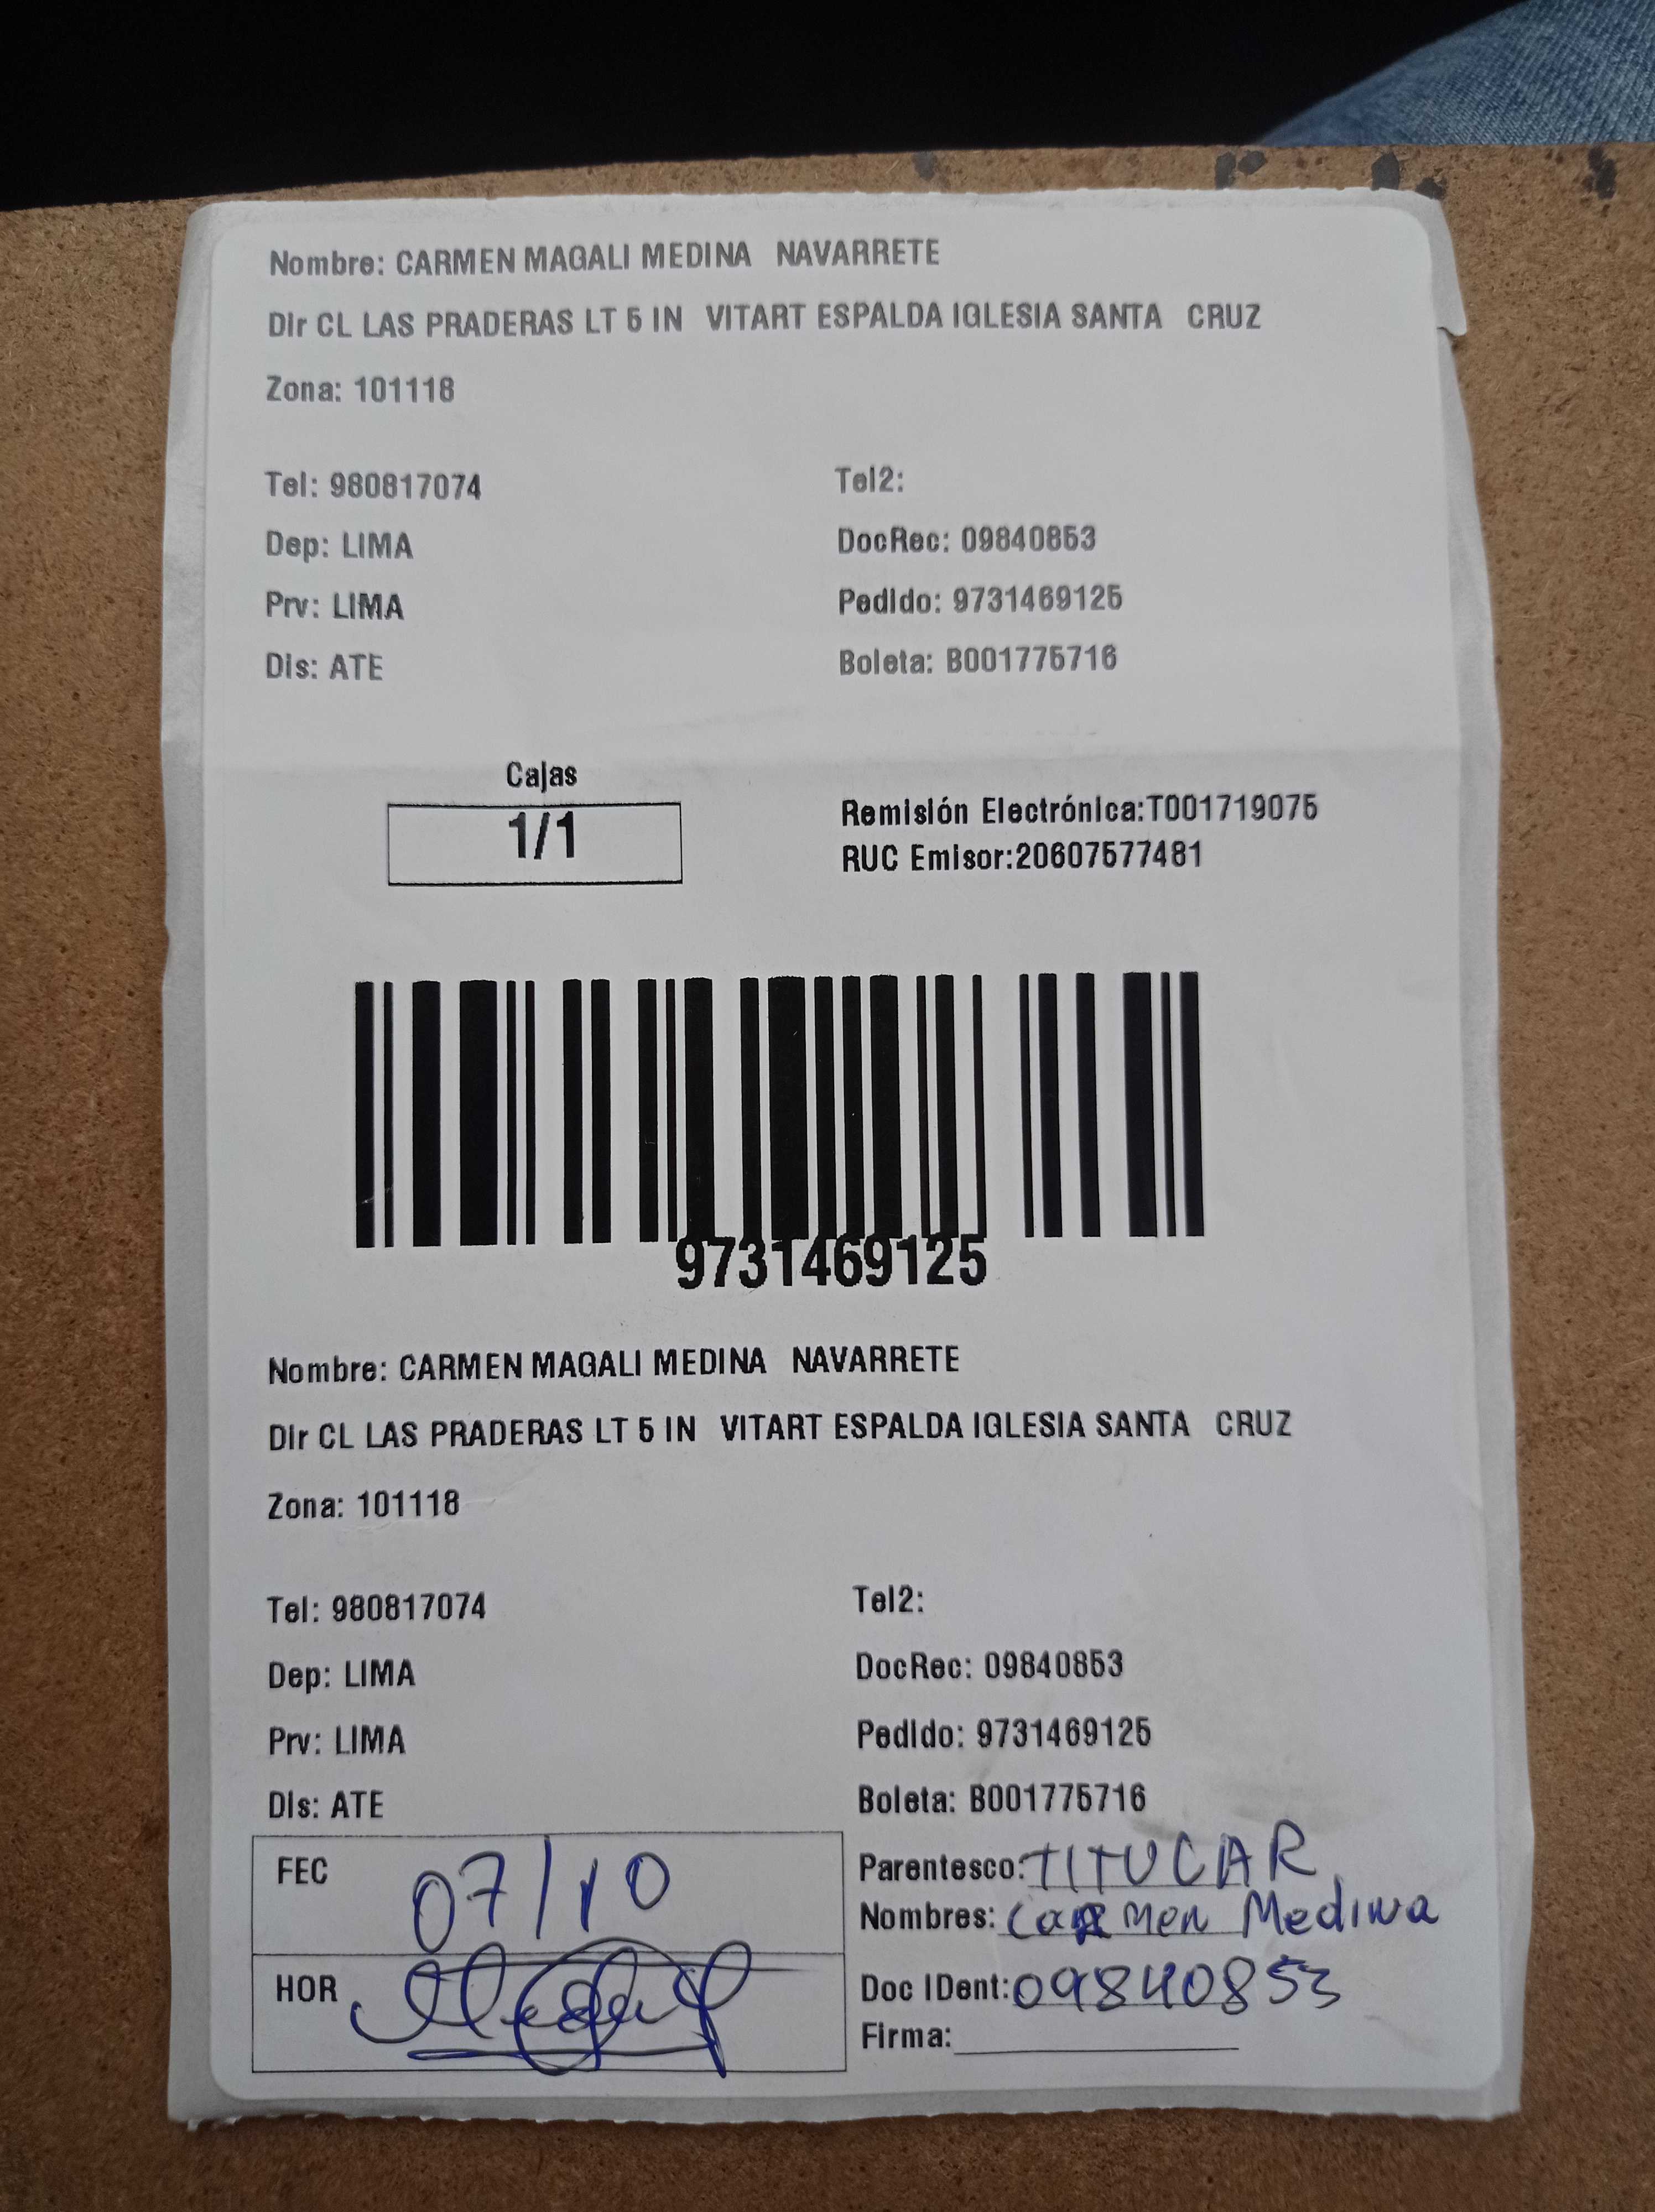 Nombre: CARMEN MAGALI MEDINA NAVARRETE
Dir CL LAS PRADERAS LT 5 IN VITART ESPALDA IGLESIA SANTA CRUZ
Zona: 101118
Tel: 980817074 Tel2:
Dep: LIMA DocRec: 09840853
Prv: LIMA Pedido: 9731469125
Dis: ATE Boleta: B001775716
Cajas
1/1
Remisión Electrónica:T001719075
RUC Emisor:20607577481
9731469125
Nombre: CARMEN MAGALI MEDINA NAVARRETE
Dir CL LAS PRADERAS LT 5 IN VITART ESPALDA IGLESIA SANTA CRUZ
Zona: 101118
Tel: 980817074 Tel2:
Dep: LIMA DocRec: 09840853
Prv: LIMA Pedido: 9731469125
Dis: ATE Boleta: B001775716
FEC 07/10 Parentesco: TITUCAR
Nombres: Carmen Medina
HOR Doc IDent: 09840853
Firma: